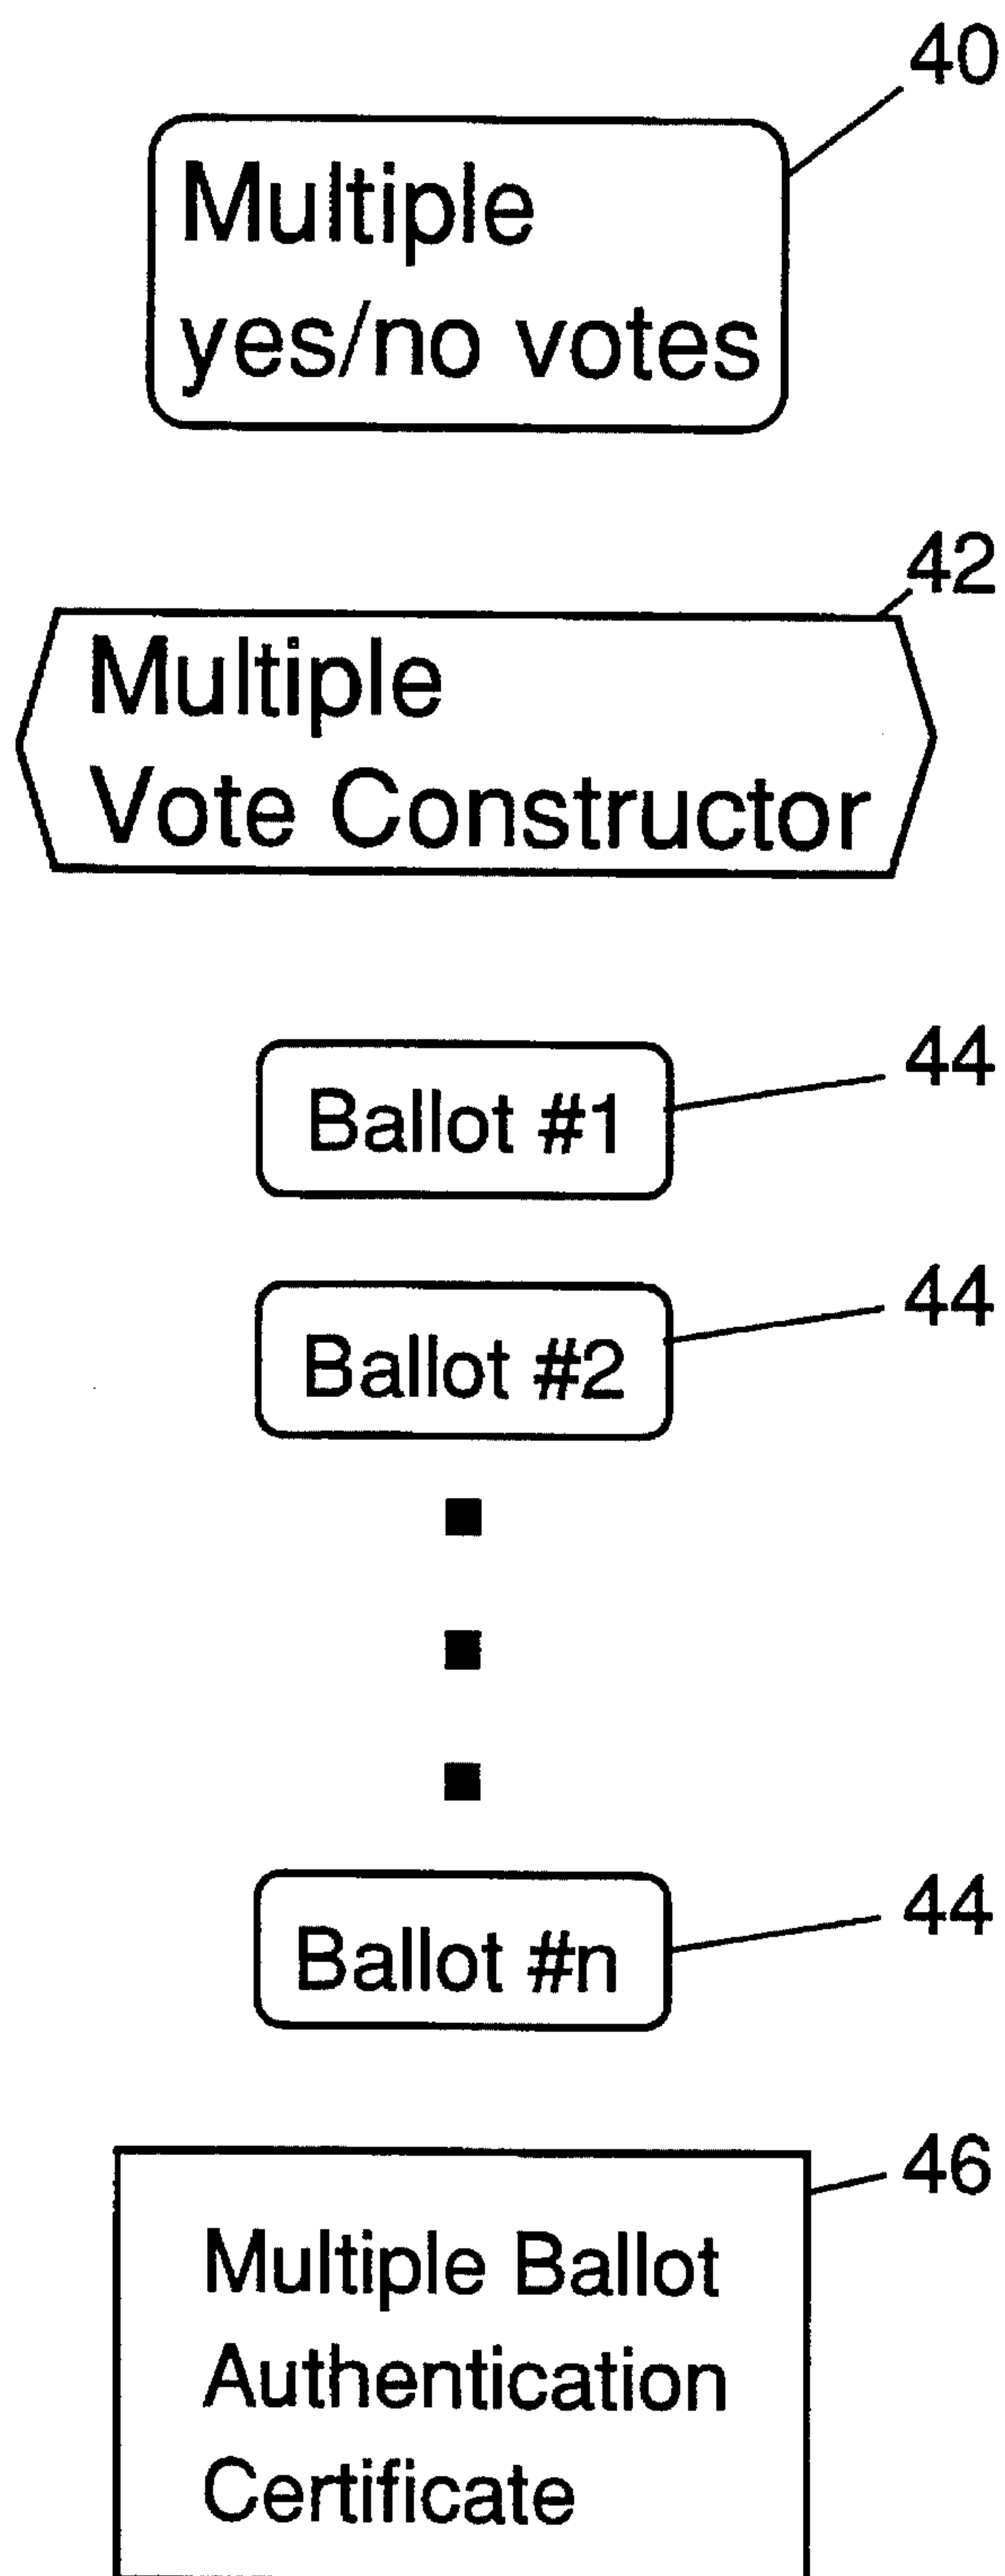 40
Multiple
yes/no votes
42
Multiple
Vote Constructor
44
Ballot #1
44
Ballot #2
44
Ballot #n
46
Multiple Ballot
Authentication
Certificate